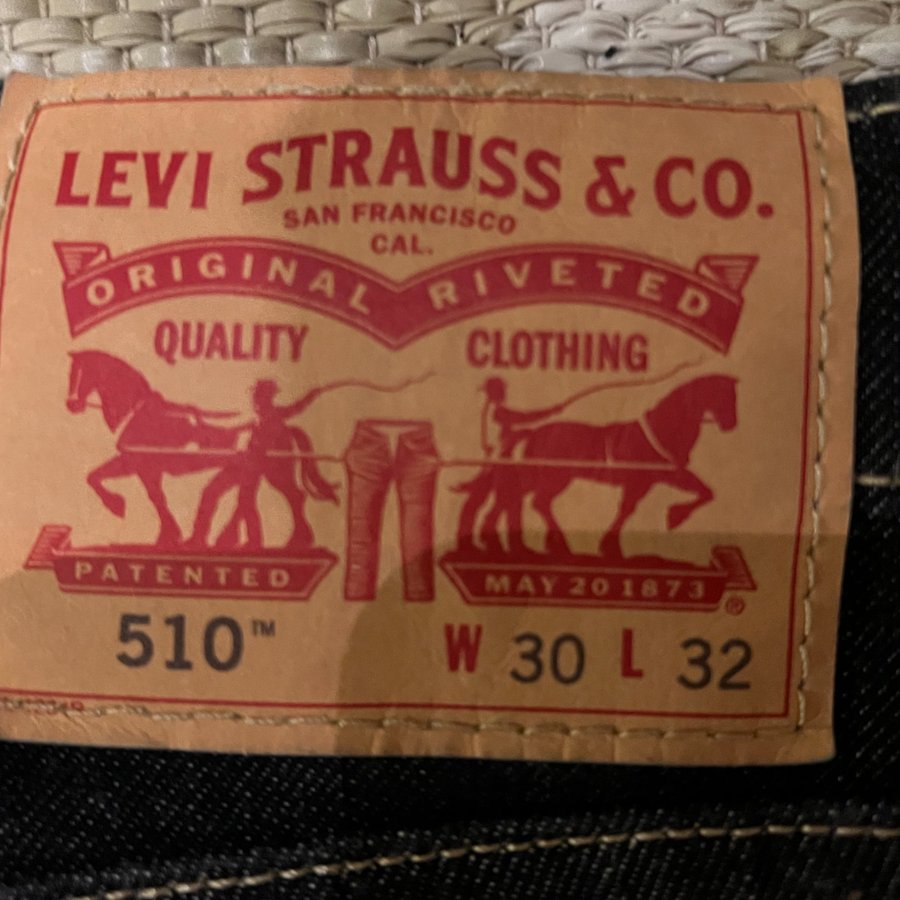 LEVI STRAUSS & CO.
SAN FRANCISCO
CAL.
ORIGINAL RIVETED
QUALITY CLOTHING
PATENTED MAY 20 1873 ®
510™ W 30 L 32